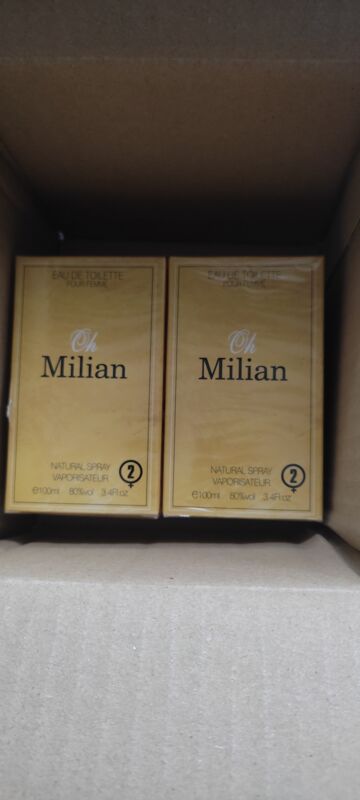 EAU DE TOILETTE
POUR FEMME
Oh
Milian
NATURAL SPRAY
VAPORISATEUR
2
℮100ml 80%vol 3.4Fl.oz
EAU DE TOILETTE
POUR FEMME
Oh
Milian
NATURAL SPRAY
VAPORISATEUR
2
℮100ml 80%vol 3.4Fl.oz